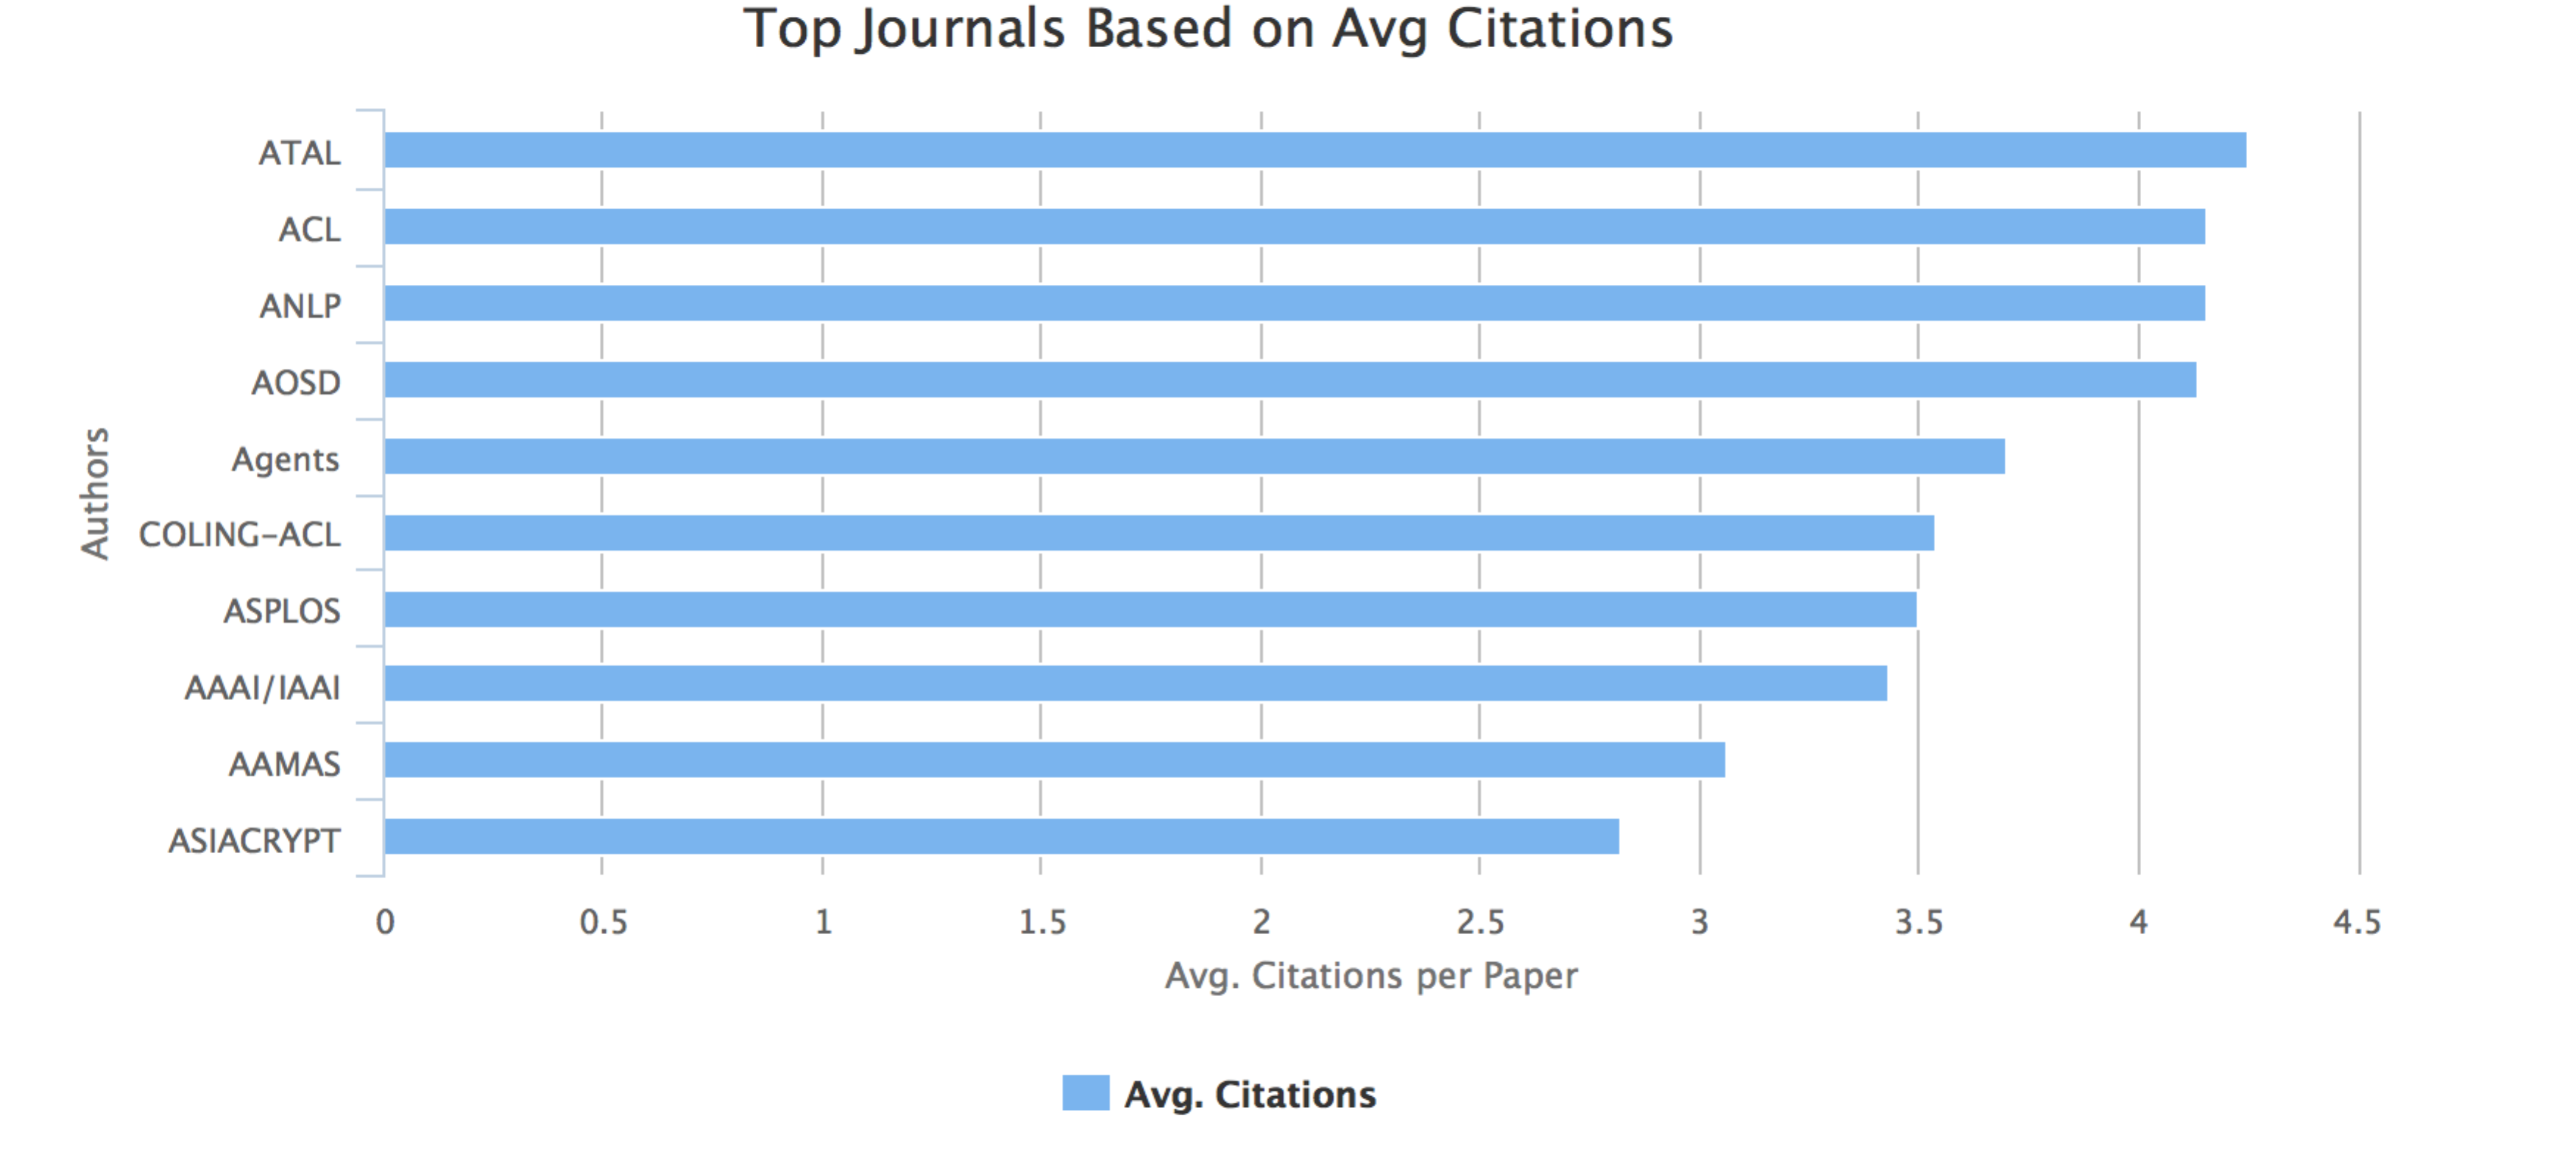 Top Journals Based on Avg Citations
ATAL
ACL
ANLP
AOSD
Agents
COLING-ACL
ASPLOS
AAAI/IAAI
AAMAS
ASIACRYPT
Authors
0 0.5 1 1.5 2 2.5 3 3.5 4 4.5
Avg. Citations per Paper
Avg. Citations